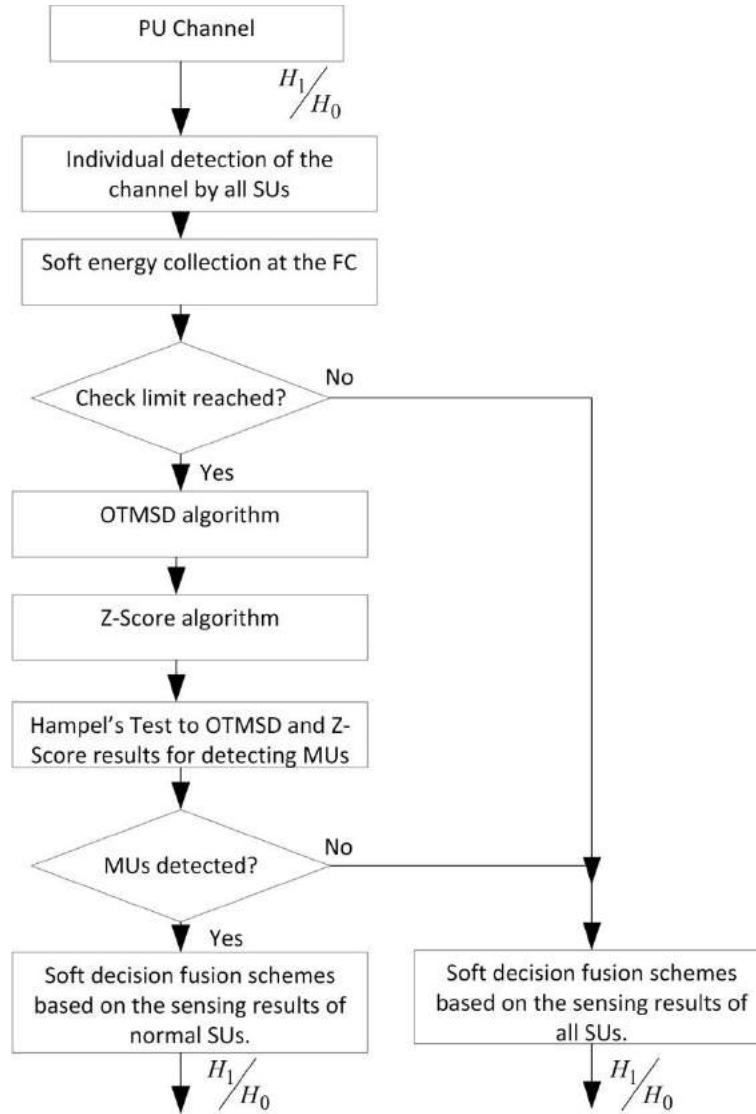 PU Channel
H1/H0
Individual detection of the
channel by all SUs
Soft energy collection at the FC
Check limit reached?
No
Yes
OTMSD algorithm
Z-Score algorithm
Hampel’s Test to OTMSD and Z-
Score results for detecting MUs
MUs detected?
No
Yes
Soft decision fusion schemes
based on the sensing results of
normal SUs.
H1/H0
Soft decision fusion schemes
based on the sensing results of
all SUs.
H1/H0